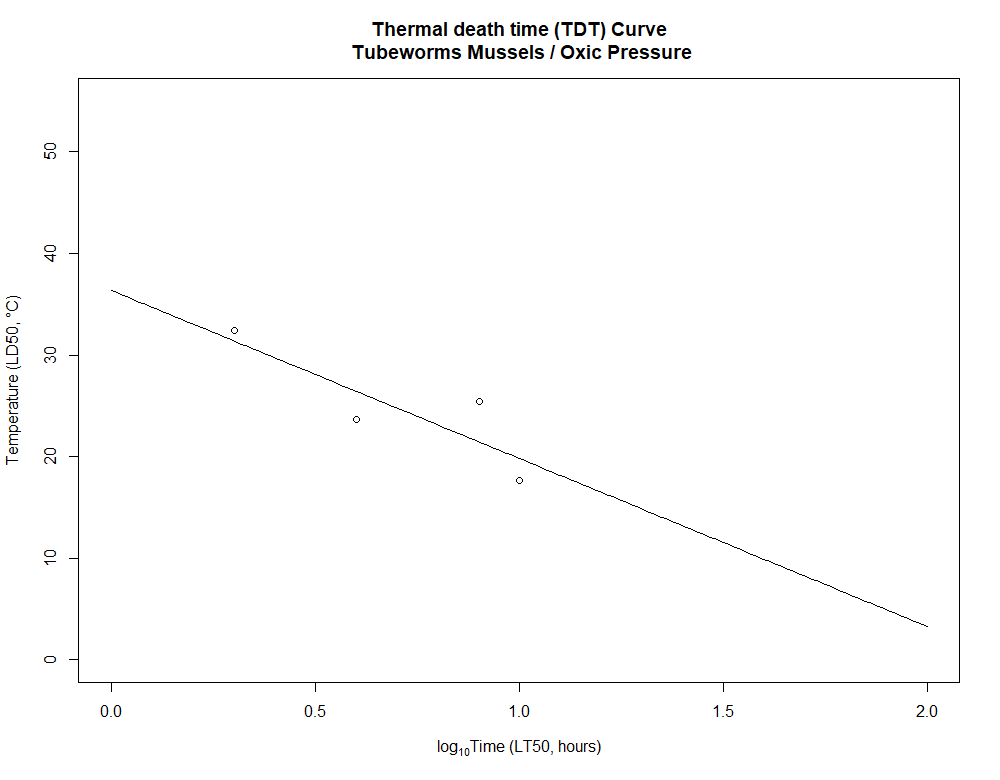 Thermal death time (TDT) Curve
Tubeworms Mussels / Oxic Pressure
Temperature (LD50, °C)
50
40
30
20
10
0
0.0 0.5 1.0 1.5 2.0
log₁₀Time (LT50, hours)